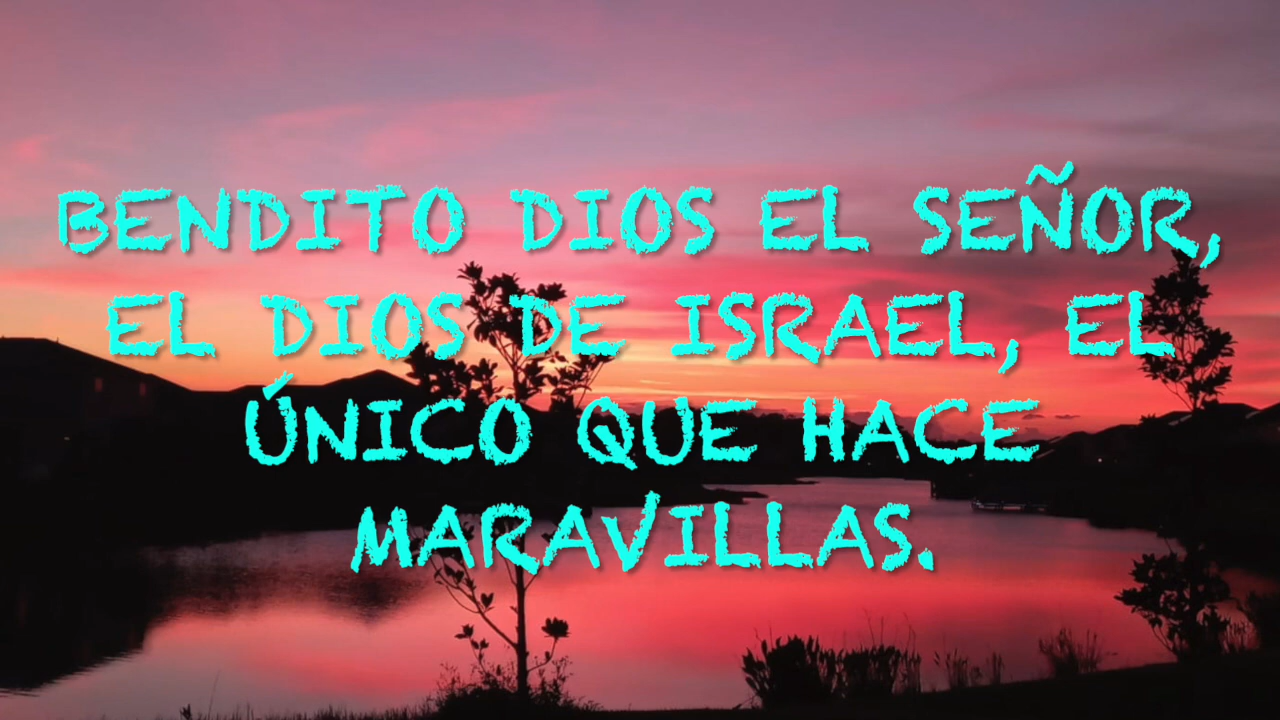 BENDITO DIOS EL SEÑOR,
EL DIOS DE ISRAEL, EL
ÚNICO QUE HACE
MARAVILLAS.